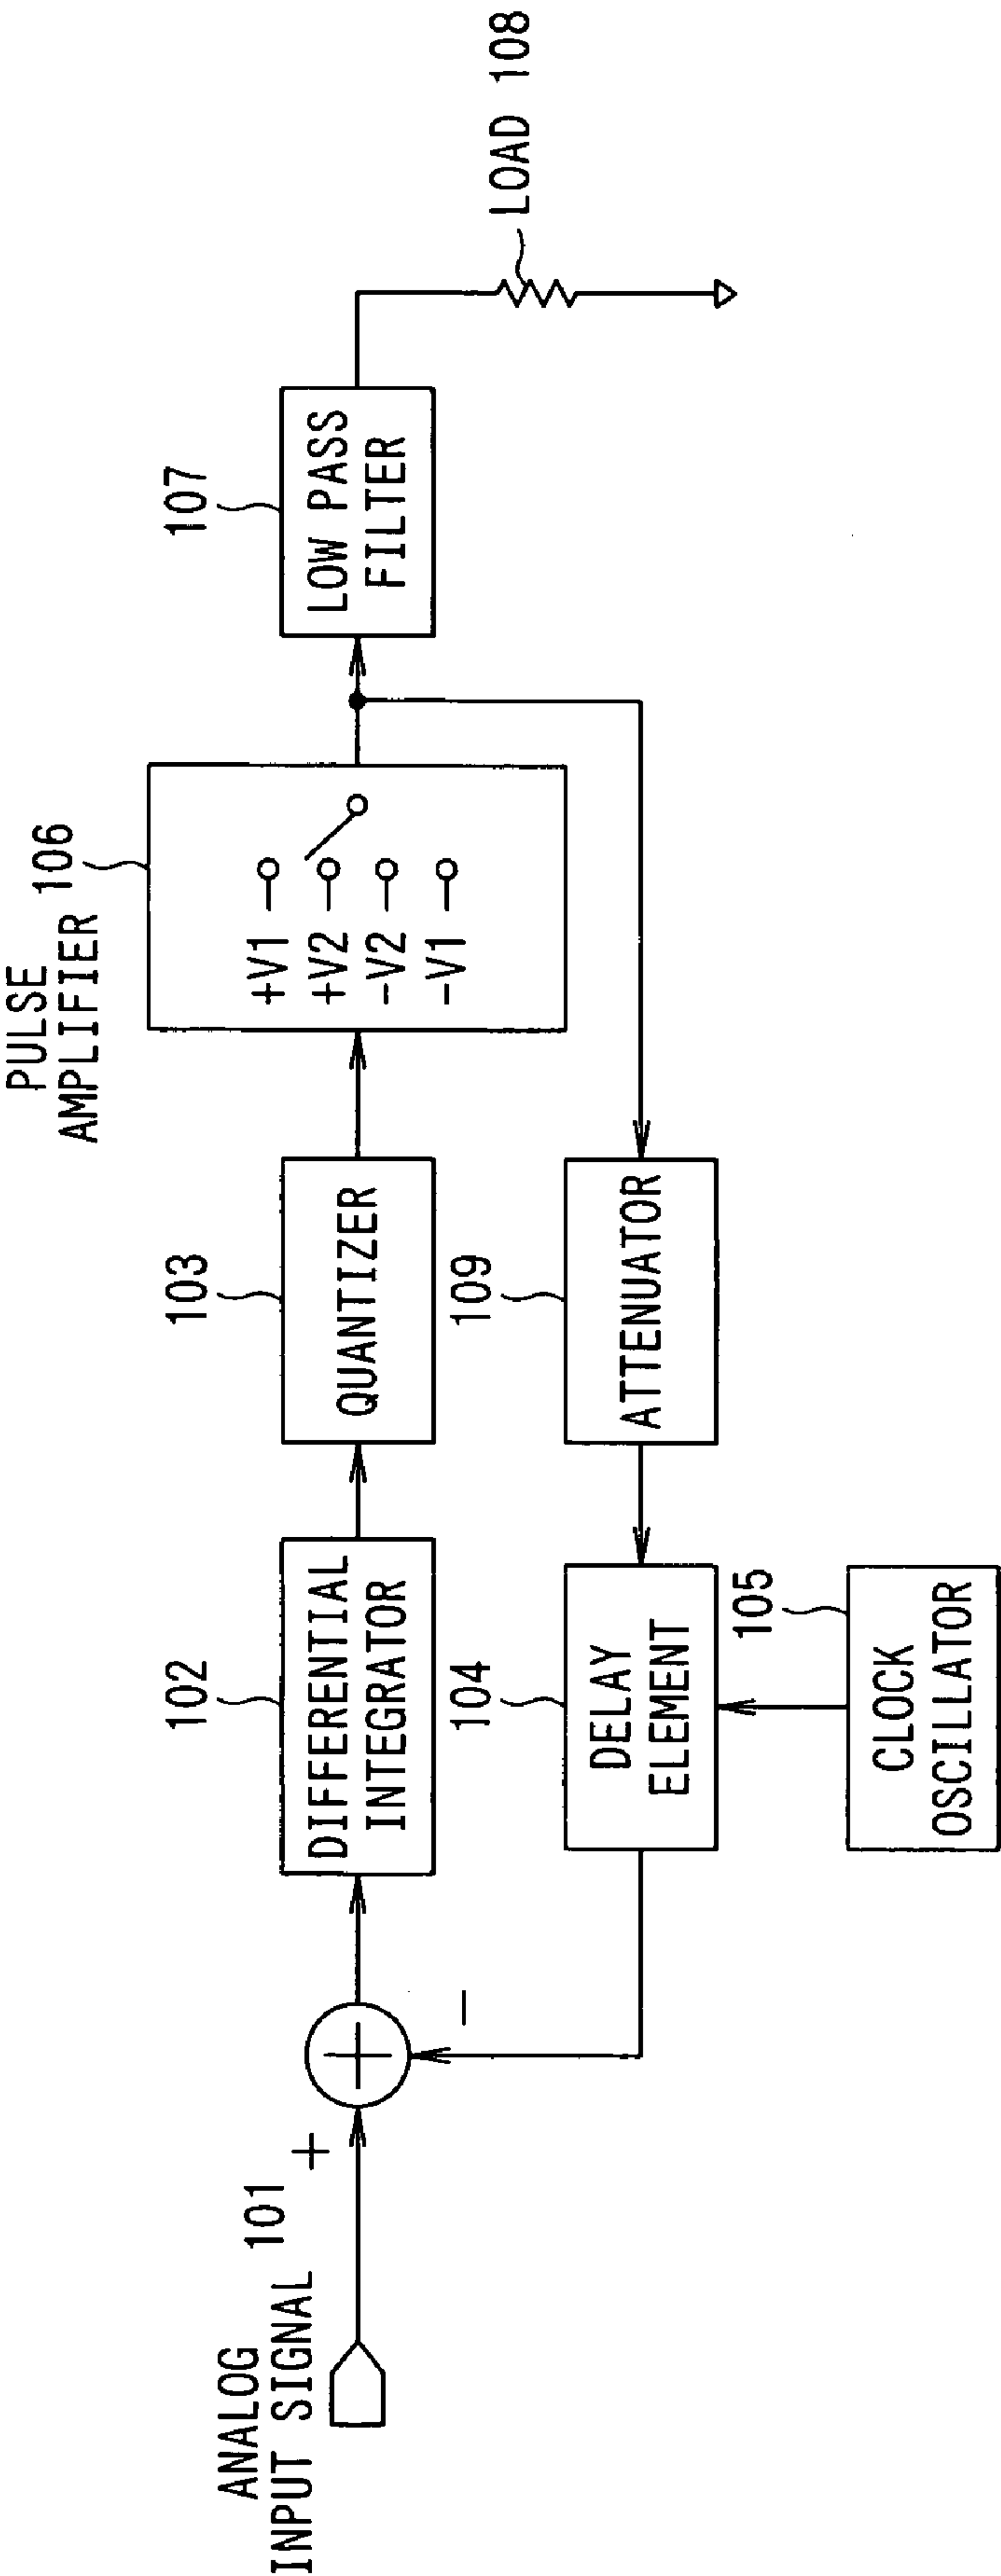 PULSE
AMPLIFIER 106
ANALOG
INPUT SIGNAL 101
+
-
102
DIFFERENTIAL
INTEGRATOR
103
QUANTIZER
+V1
+V2
-V2
-V1
107
LOW PASS
FILTER
LOAD 108
104
DELAY
ELEMENT
109
ATTENUATOR
105
CLOCK
OSCILLATOR